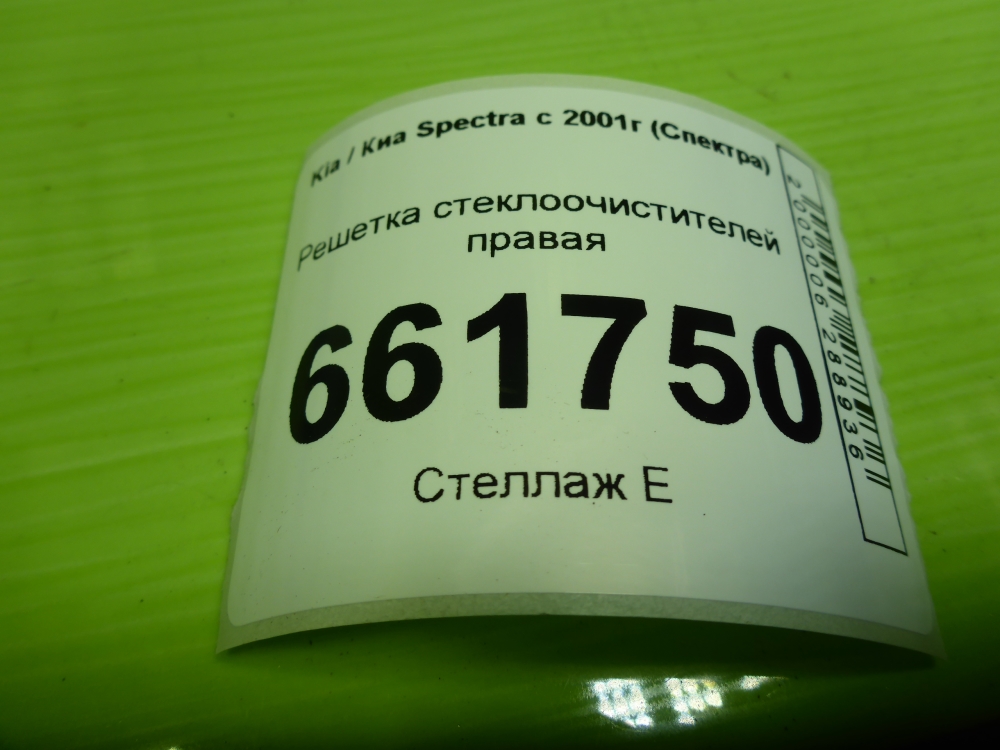 Kia / Киа Spectra с 2001г (Спектра)
Решетка стеклоочистителей
правая
661750
Стеллаж Е
2000006288936